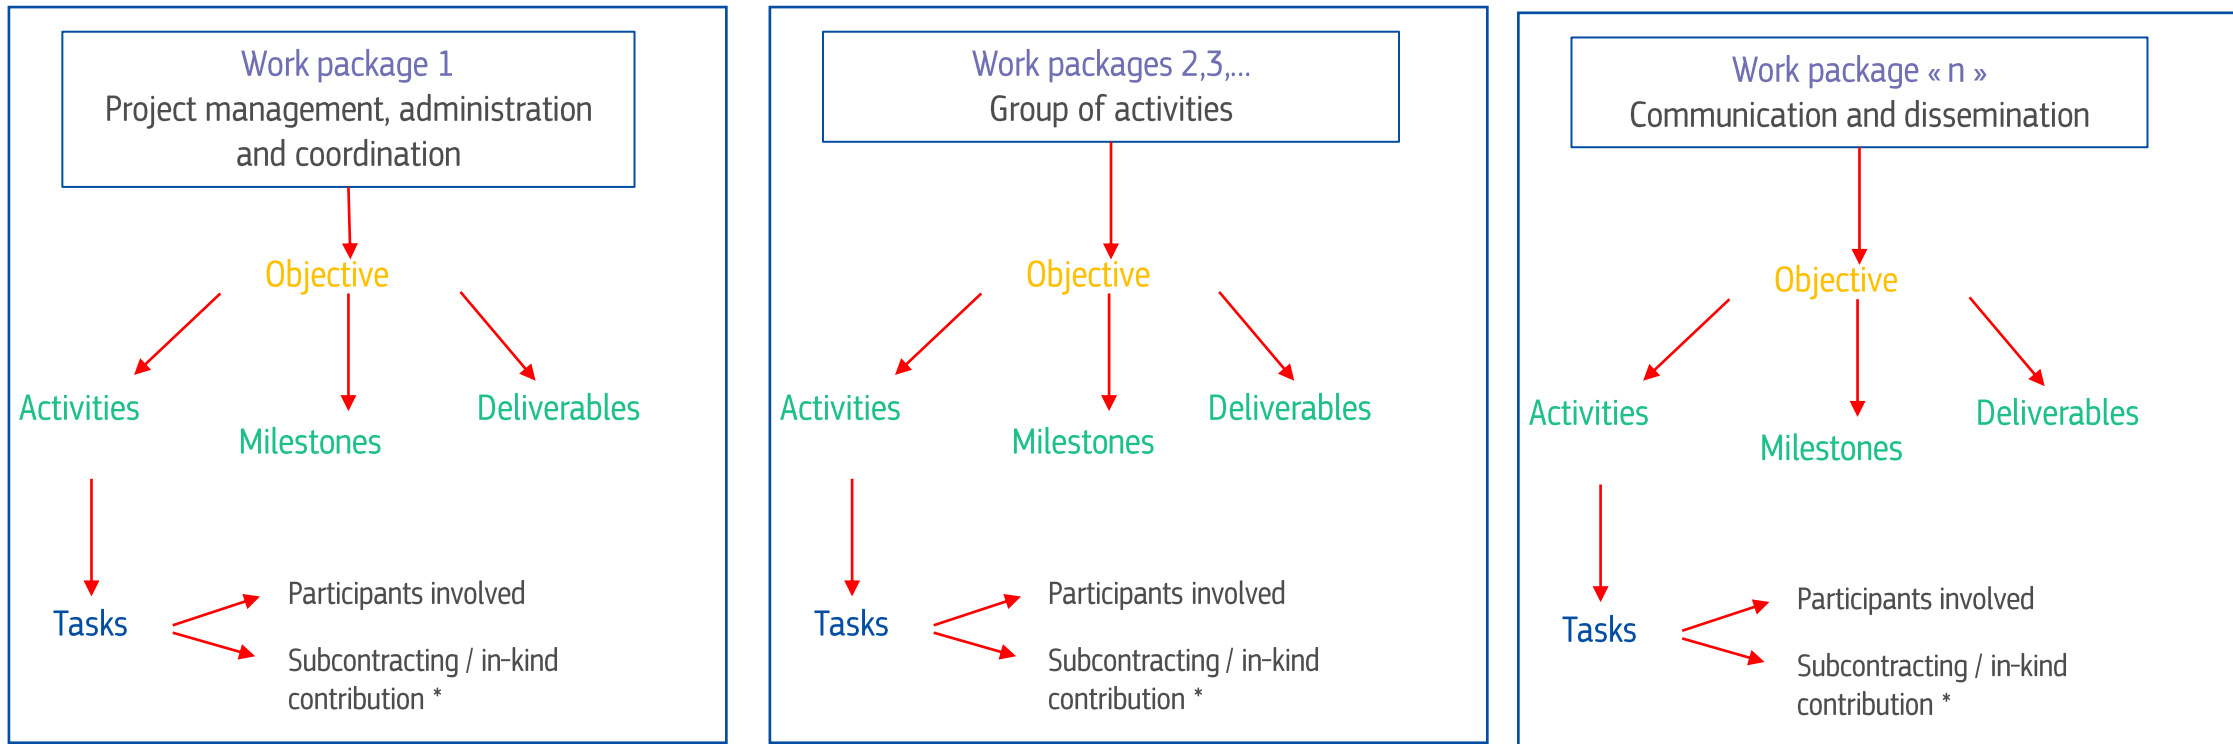 Work package 1
Project management, administration
and coordination
Objective
Activities
Milestones
Deliverables
Tasks
Participants involved
Subcontracting / in-kind
contribution *
Work packages 2,3,...
Group of activities
Objective
Activities
Milestones
Deliverables
Tasks
Participants involved
Subcontracting / in-kind
contribution *
Work package « n »
Communication and dissemination
Objective
Activities
Milestones
Deliverables
Tasks
Participants involved
Subcontracting / in-kind
contribution *